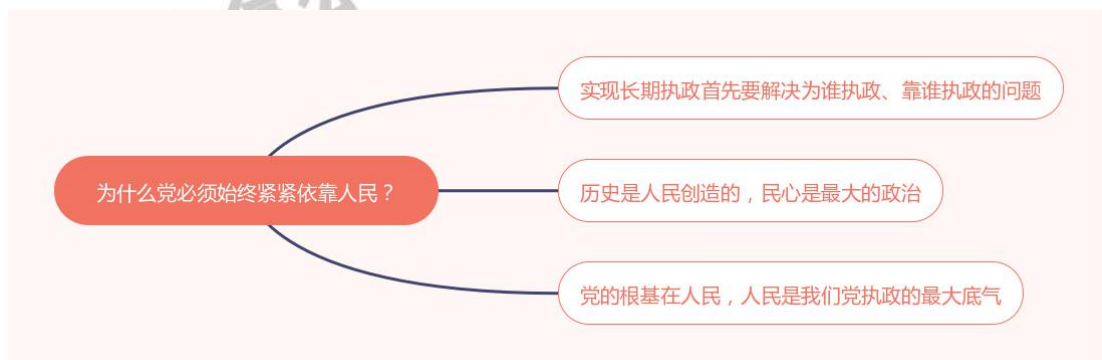 实现长期执政首先要解决为谁执政、靠谁执政的问题
为什么党必须始终紧紧依靠人民？
历史是人民创造的，民心是最大的政治
党的根基在人民，人民是我们党执政的最大底气